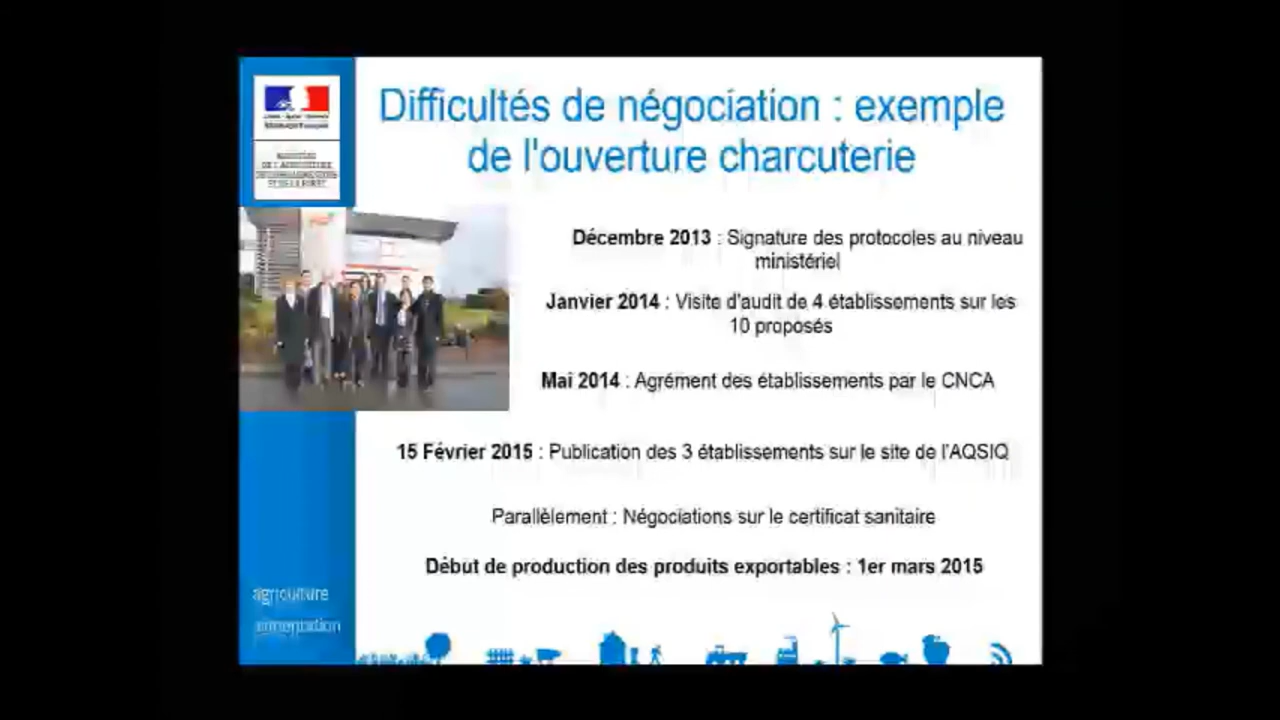 Difficultés de négociation : exemple
de l'ouverture charcuterie
Décembre 2013 : Signature des protocoles au niveau
ministériel
Janvier 2014 : Visite d'audit de 4 établissements sur les
10 proposés
Mai 2014 : Agrément des établissements par le CNCA
15 Février 2015 : Publication des 3 établissements sur le site de l'AQSIQ
Parallèlement : Négociations sur le certificat sanitaire
Début de production des produits exportables : 1er mars 2015
agriculture